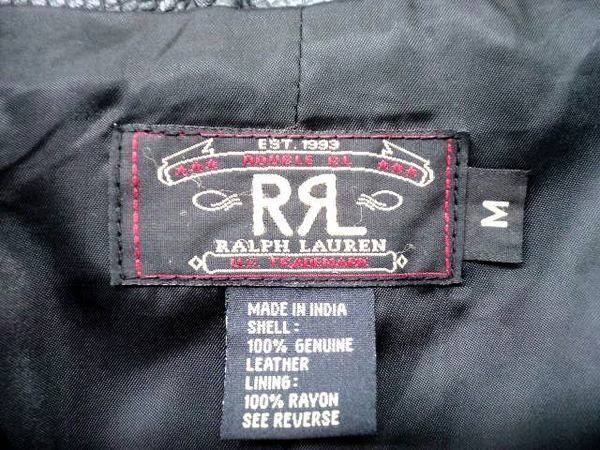 EST. 1993
DOUBLE RL
RRL
RALPH LAUREN
U.S. TRADEMARK
M
MADE IN INDIA
SHELL:
100% GENUINE
LEATHER
LINING:
100% RAYON
SEE REVERSE